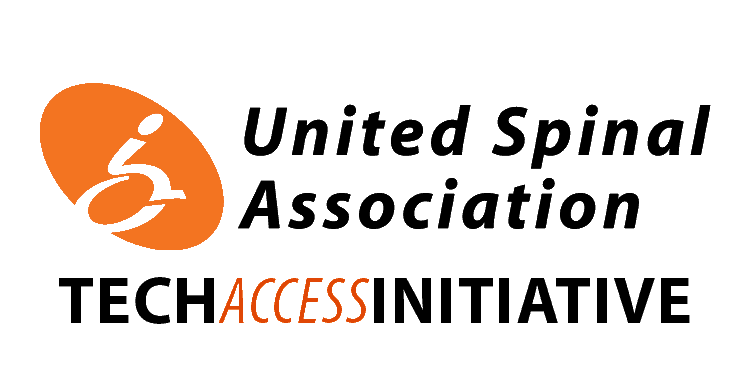 United Spinal
Association
TECHACCESSINITIATIVE